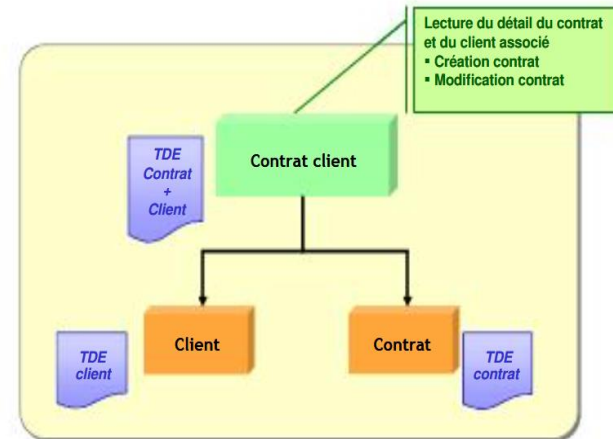 Lecture du détail du contrat
et du client associé
▪ Création contrat
▪ Modification contrat
TDE
Contrat
+
Client
Contrat client
Client
Contrat
TDE
client
TDE
contrat